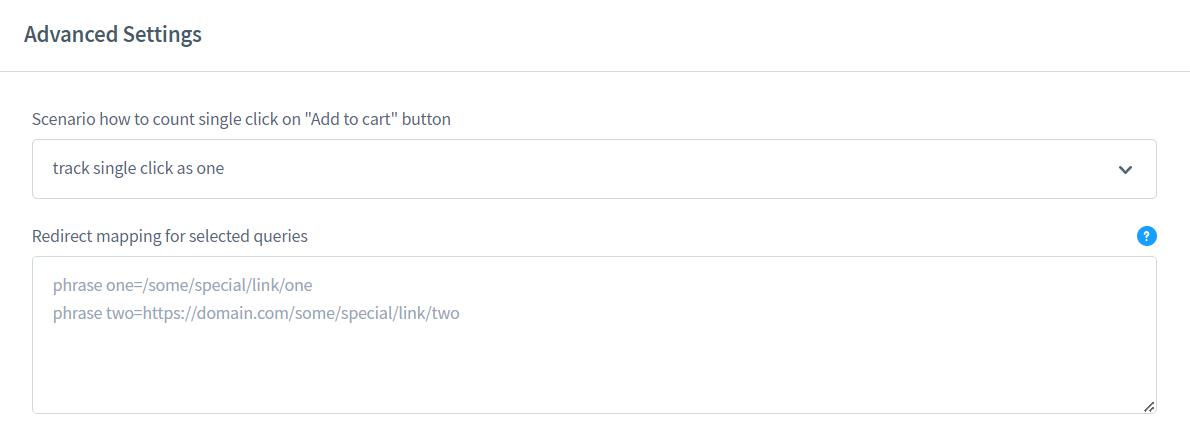 Advanced Settings
Scenario how to count single click on "Add to cart" button
track single click as one
Redirect mapping for selected queries
?
phrase one=/some/special/link/one
phrase two=https://domain.com/some/special/link/two